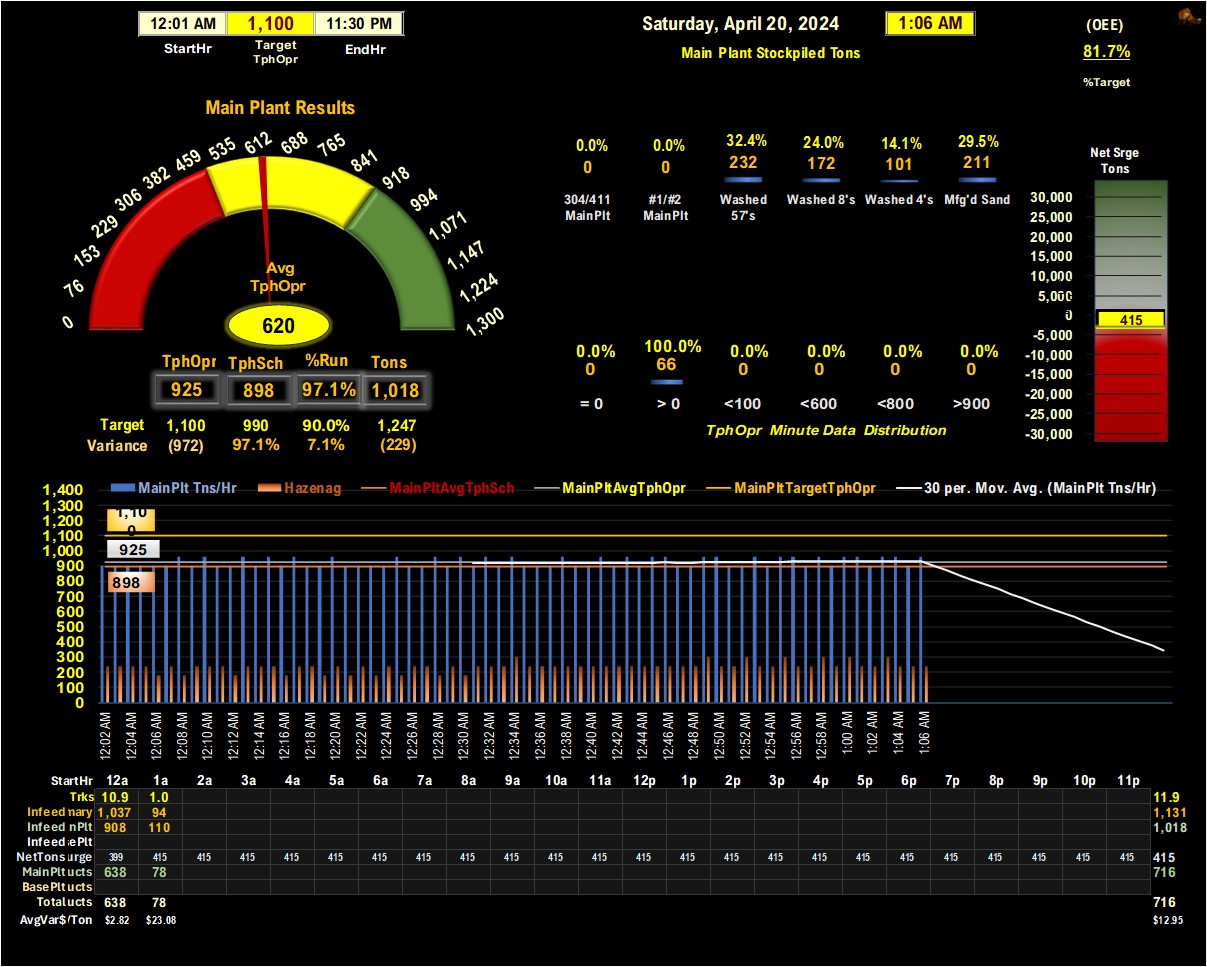 12:01 AM 1,100 11:30 PM
StartHr Target TphOpr EndHr
Saturday, April 20, 2024 1:06 AM
Main Plant Stockpiled Tons
(OEE)
81.7%
%Target
Main Plant Results
0 76 153 229 306 382 459 535 612 688 765 841 918 994 1,071 1,147 1,224 1,300
Avg
TphOpr
620
TphOpr TphSch %Run Tons
925 898 97.1% 1,018
Target 1,100 990 90.0% 1,247
Variance (972) 97.1% 7.1% (229)
0.0% 0.0% 32.4% 24.0% 14.1% 29.5%
0 0 232 172 101 211
304/411 MainPlt #1/#2 MainPlt Washed 57's Washed 8's Washed 4's Mfg'd Sand
0.0% 100.0% 0.0% 0.0% 0.0% 0.0%
0 66 0 0 0 0
= 0 > 0 <100 <600 <800 >900
TphOpr Minute Data Distribution
Net Srge
Tons
30,000
25,000
20,000
15,000
10,000
5,000
0
415
-5,000
-10,000
-15,000
-20,000
-25,000
-30,000
MainPlt Tns/Hr Hazenag MainPltAvgTphSch MainPltAvgTphOpr MainPltTargetTphOpr 30 per. Mov. Avg. (MainPlt Tns/Hr)
1,400
1,300
1,200
1,100
1,000
900
800
700
600
500
400
300
200
100
0
1,100
925
898
12:02 AM 12:04 AM 12:06 AM 12:08 AM 12:10 AM 12:12 AM 12:14 AM 12:16 AM 12:18 AM 12:20 AM 12:22 AM 12:24 AM 12:26 AM 12:28 AM 12:30 AM 12:32 AM 12:34 AM 12:36 AM 12:38 AM 12:40 AM 12:42 AM 12:44 AM 12:46 AM 12:48 AM 12:50 AM 12:52 AM 12:54 AM 12:56 AM 12:58 AM 1:00 AM 1:02 AM 1:04 AM 1:06 AM
StartHr 12a 1a 2a 3a 4a 5a 6a 7a 8a 9a 10a 11a 12p 1p 2p 3p 4p 5p 6p 7p 8p 9p 10p 11p
Trks 10.9 1.0 11.9
Infeed mary 1,037 94 1,131
Infeed nPlt 908 110 1,018
Infeed ePlt
NetTons urge 399 415 415 415 415 415 415 415 415 415 415 415 415 415 415 415 415 415 415 415 415 415 415 415 415
MainPlt ucts 638 78 716
BasePlt ucts
Total ucts 638 78 716
AvgVar$/Ton $2.82 $23.08 $12.95